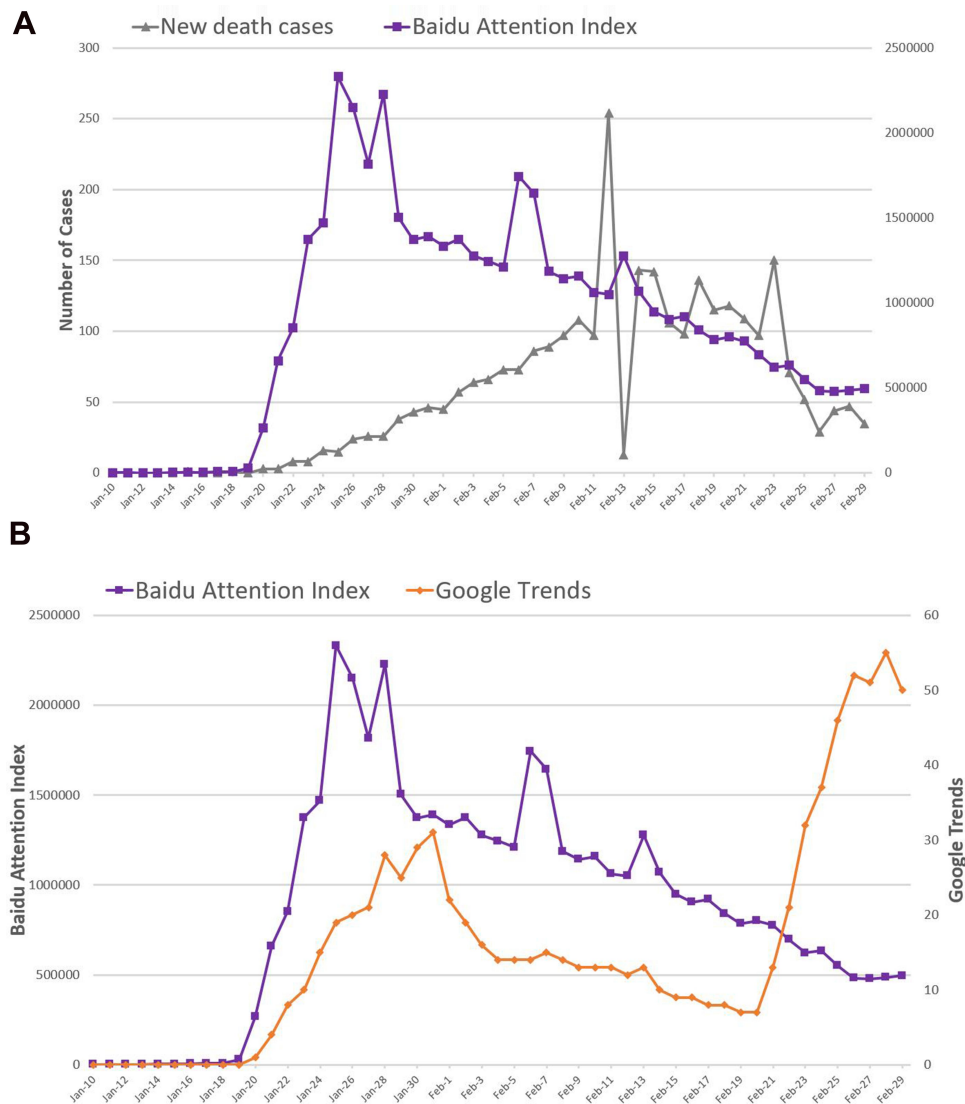 A
New death cases
Baidu Attention Index
300
250
200
150
100
50
0
Number of Cases
2500000
2000000
1500000
1000000
500000
0
Jan-10
Jan-12
Jan-14
Jan-16
Jan-18
Jan-20
Jan-22
Jan-24
Jan-26
Jan-28
Jan-30
Feb-1
Feb-3
Feb-5
Feb-7
Feb-9
Feb-11
Feb-13
Feb-15
Feb-17
Feb-19
Feb-21
Feb-23
Feb-25
Feb-27
Feb-29
B
Baidu Attention Index
Google Trends
2500000
2000000
1500000
1000000
500000
0
Baidu Attention Index
60
50
40
30
20
10
0
Google Trends
Jan-10
Jan-12
Jan-14
Jan-16
Jan-18
Jan-20
Jan-22
Jan-24
Jan-26
Jan-28
Jan-30
Feb-1
Feb-3
Feb-5
Feb-7
Feb-9
Feb-11
Feb-13
Feb-15
Feb-17
Feb-19
Feb-21
Feb-23
Feb-25
Feb-27
Feb-29